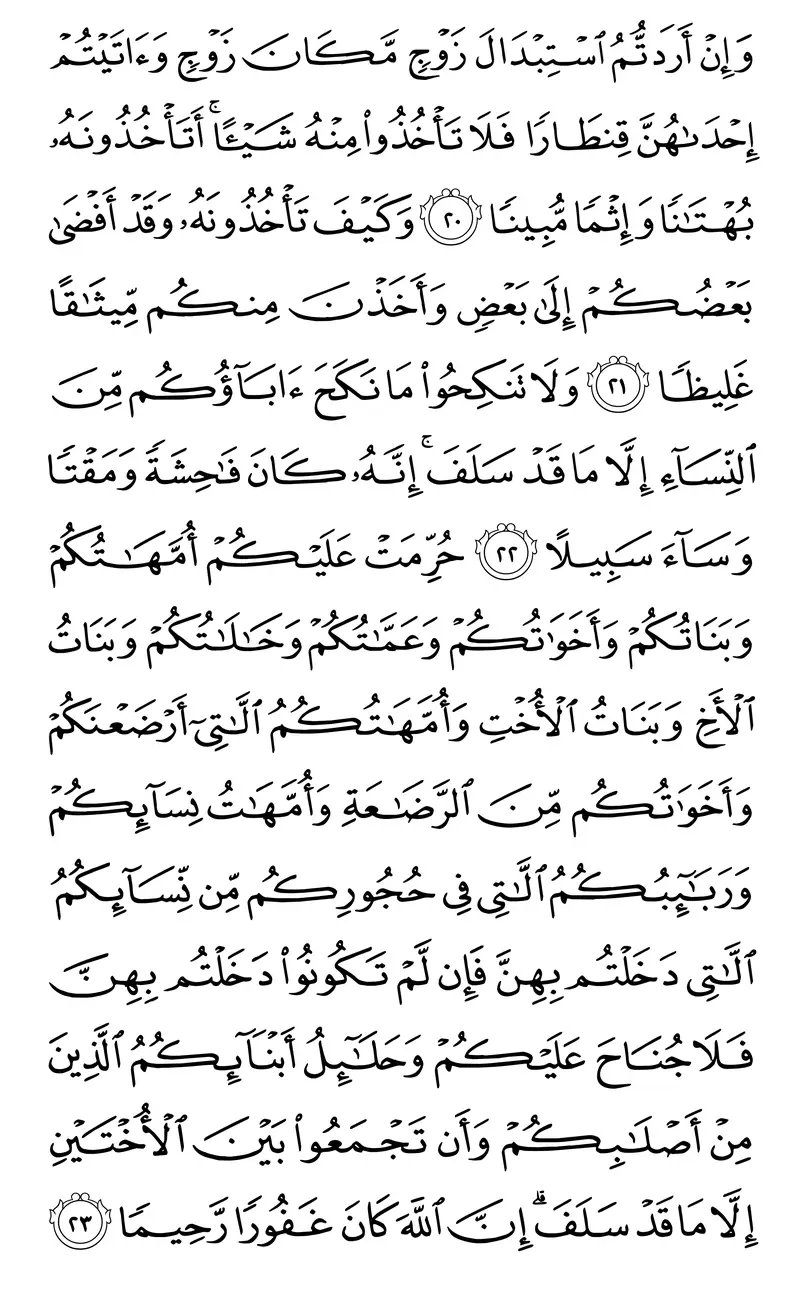 وَإِنْ أَرَدتُّمُ ٱسْتِبْدَالَ زَوْجٍ مَّكَانَ زَوْجٍ وَءَاتَيْتُمْ
إِحْدَىٰهُنَّ قِنطَارًا فَلَا تَأْخُذُوا۟ مِنْهُ شَيْـًٔا ۚ أَتَأْخُذُونَهُۥ
بُهْتَـٰنًا وَإِثْمًا مُّبِينًا ٢٠ وَكَيْفَ تَأْخُذُونَهُۥ وَقَدْ أَفْضَىٰ
بَعْضُكُمْ إِلَىٰ بَعْضٍ وَأَخَذْنَ مِنكُم مِّيثَـٰقًا
غَلِيظًا ٢١ وَلَا تَنكِحُوا۟ مَا نَكَحَ ءَابَآؤُكُم مِّنَ
ٱلنِّسَآءِ إِلَّا مَا قَدْ سَلَفَ ۚ إِنَّهُۥ كَانَ فَـٰحِشَةً وَمَقْتًا
وَسَآءَ سَبِيلًا ٢٢ حُرِّمَتْ عَلَيْكُمْ أُمَّهَـٰتُكُمْ
وَبَنَاتُكُمْ وَأَخَوَٰتُكُمْ وَعَمَّـٰتُكُمْ وَخَـٰلَـٰتُكُمْ وَبَنَاتُ
ٱلْأَخِ وَبَنَاتُ ٱلْأُخْتِ وَأُمَّهَـٰتُكُمُ ٱلَّـٰتِىٓ أَرْضَعْنَكُمْ
وَأَخَوَٰتُكُم مِّنَ ٱلرَّضَـٰعَةِ وَأُمَّهَـٰتُ نِسَآئِكُمْ
وَرَبَـٰٓئِبُكُمُ ٱلَّـٰتِى فِى حُجُورِكُم مِّن نِّسَآئِكُمُ
ٱلَّـٰتِى دَخَلْتُم بِهِنَّ فَإِن لَّمْ تَكُونُوا۟ دَخَلْتُم بِهِنَّ
فَلَا جُنَاحَ عَلَيْكُمْ وَحَلَـٰٓئِلُ أَبْنَآئِكُمُ ٱلَّذِينَ
مِنْ أَصْلَـٰبِكُمْ وَأَن تَجْمَعُوا۟ بَيْنَ ٱلْأُخْتَيْنِ
إِلَّا مَا قَدْ سَلَفَ ۗ إِنَّ ٱللَّهَ كَانَ غَفُورًا رَّحِيمًا ٢٣